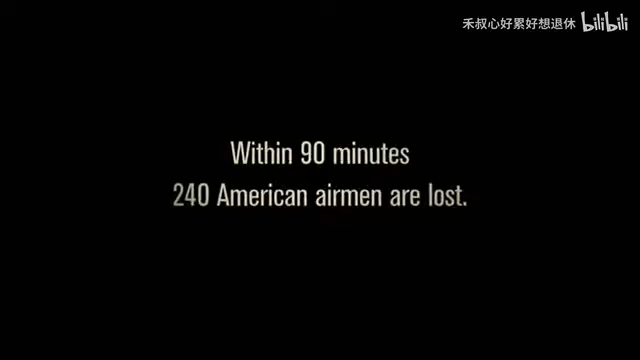 禾叔心好累好想退休 bilibili
Within 90 minutes
240 American airmen are lost.